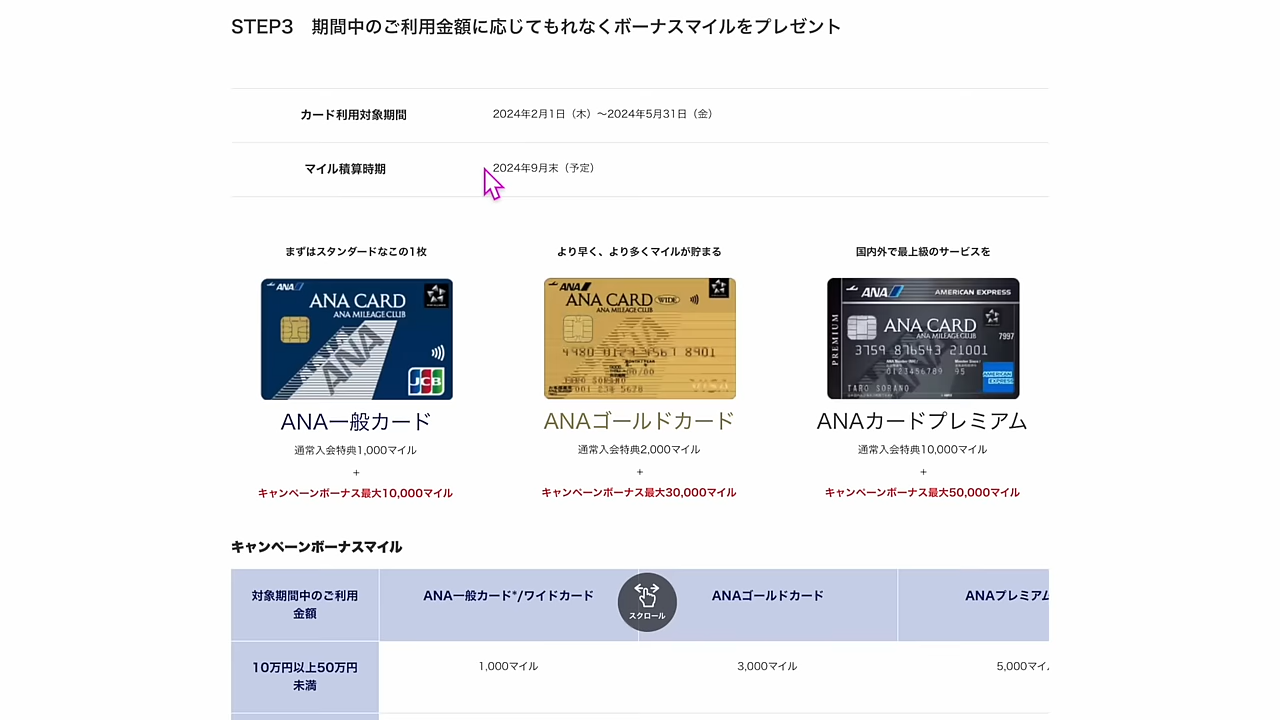 STEP3　期間中のご利用金額に応じてもれなくボーナスマイルをプレゼント
カード利用対象期間
2024年2月1日（木）〜2024年5月31日（金）
マイル積算時期
2024年9月末（予定）
まずはスタンダードなこの1枚
ANA
ANA CARD
ANA MILEAGE CLUB
ANA
JCB
ANA一般カード
通常入会特典1,000マイル
+
キャンペーンボーナス最大10,000マイル
より早く、より多くマイルが貯まる
ANA
ANA CARD WIDE
ANA MILEAGE CLUB
4980 0123 4567 8901
VISA
ANAゴールドカード
通常入会特典2,000マイル
+
キャンペーンボーナス最大30,000マイル
国内外で最上級のサービスを
ANA
AMERICAN EXPRESS
PREMIUM
ANA CARD
ANA MILEAGE CLUB
7997
3759 876543 21001
0123456789 95
TARO SORANO
AMERICAN EXPRESS
ANAカードプレミアム
通常入会特典10,000マイル
+
キャンペーンボーナス最大50,000マイル
キャンペーンボーナスマイル
対象期間中のご利用
金額
ANA一般カード*/ワイドカード
スクロール
ANAゴールドカード
ANAプレミアム
10万円以上50万円
未満
1,000マイル
3,000マイル
5,000マイ